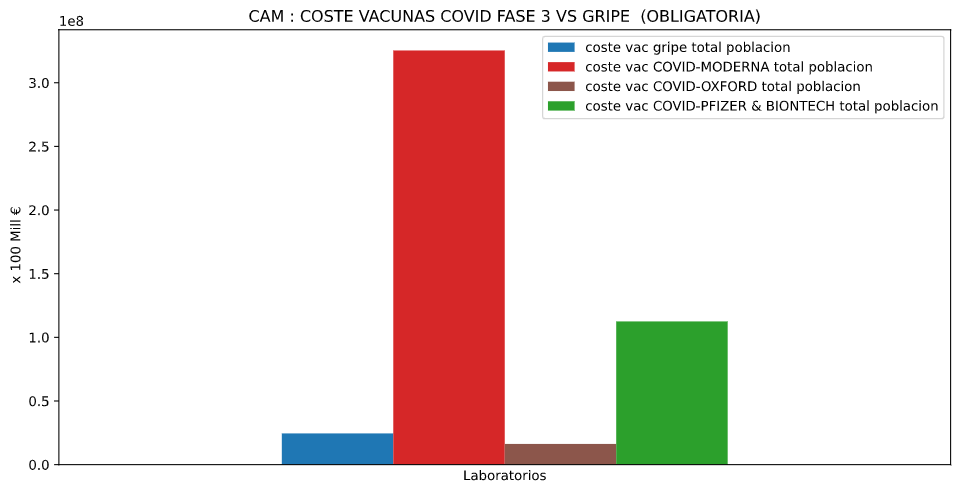 CAM : COSTE VACUNAS COVID FASE 3 VS GRIPE  (OBLIGATORIA)
1e8
coste vac gripe total poblacion
coste vac COVID-MODERNA total poblacion
coste vac COVID-OXFORD total poblacion
coste vac COVID-PFIZER & BIONTECH total poblacion
x 100 Mill €
3.0
2.5
2.0
1.5
1.0
0.5
0.0
Laboratorios